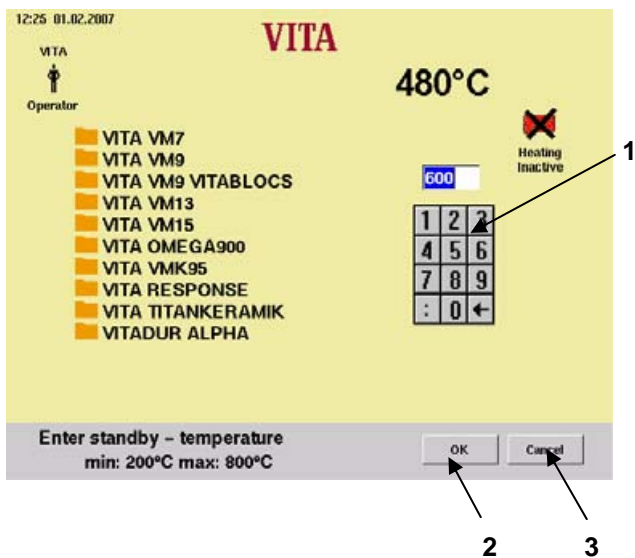 12:25 01.02.2007
VITA
VITA
Operator
480°C
Heating
Inactive
1
VITA VM7
VITA VM9
VITA VM9 VITABLOCS
VITA VM13
VITA VM15
VITA OMEGA900
VITA VMK95
VITA RESPONSE
VITA TITANKERAMIK
VITADUR ALPHA
600
1 2 3
4 5 6
7 8 9
: 0 ←
Enter standby – temperature
min: 200°C max: 800°C
OK
Cancel
2
3